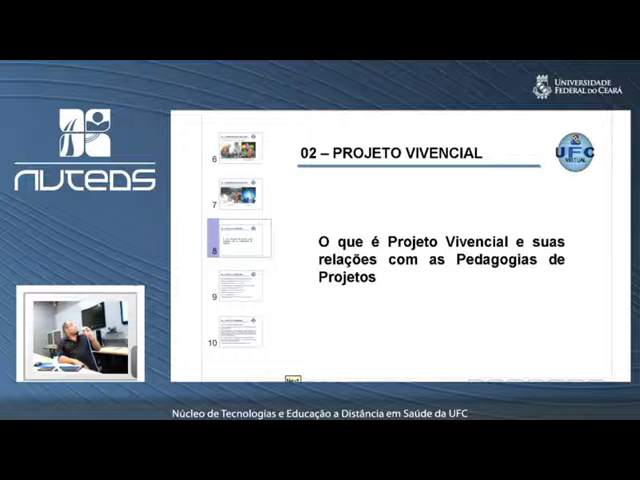 UNIVERSIDADE
FEDERAL DO CEARÁ
NUTEDS
02 – PROJETO VIVENCIAL
UFC
VIRTUAL
6
7
8
9
10
O que é Projeto Vivencial e suas
relações com as Pedagogias de
Projetos
Next
Núcleo de Tecnologias e Educação a Distância em Saúde da UFC